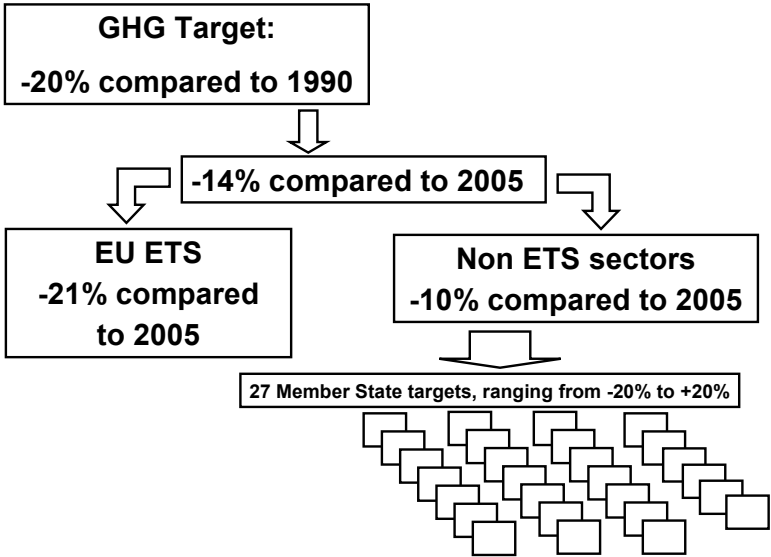 GHG Target:
-20% compared to 1990
-14% compared to 2005
EU ETS
-21% compared
to 2005
Non ETS sectors
-10% compared to 2005
27 Member State targets, ranging from -20% to +20%